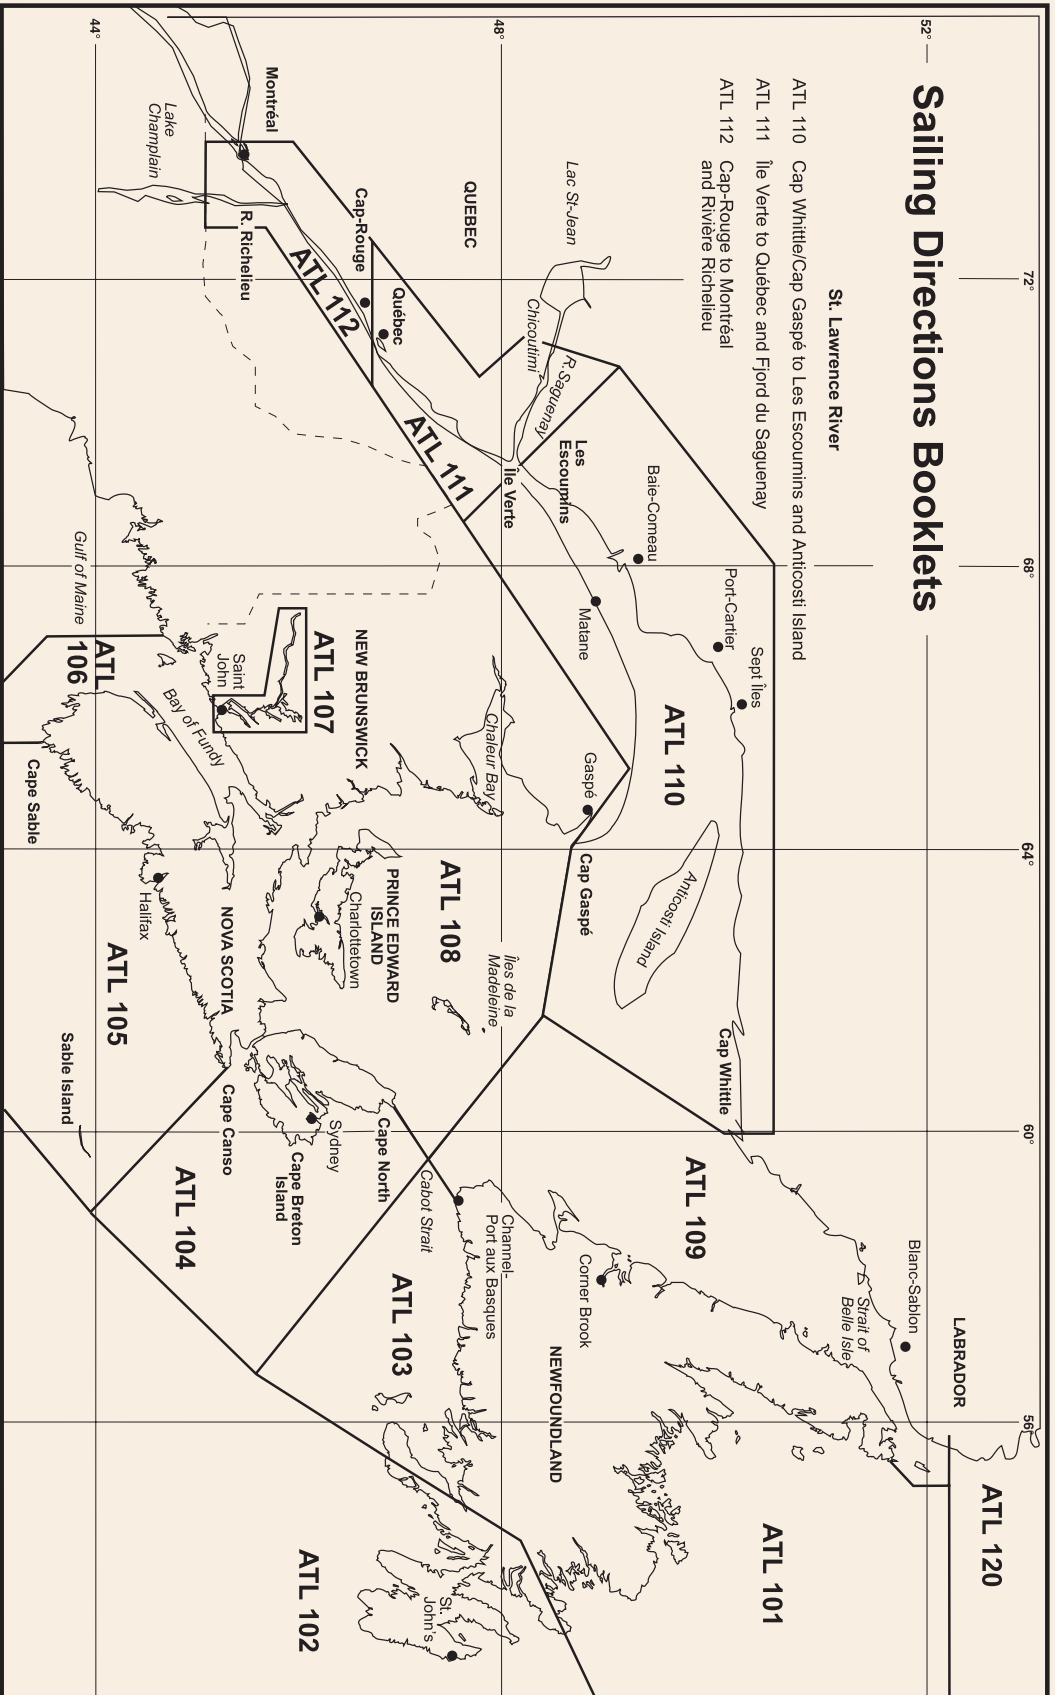 Sailing Directions Booklets
St. Lawrence River
ATL 110 Cap Whittle/Cap Gaspé to Les Escoumins and Anticosti Island
ATL 111 Île Verte to Québec and Fjord du Saguenay
ATL 112 Cap-Rouge to Montréal
and Rivière Richelieu
72°
68°
64°
60°
56°
52°
48°
44°
LABRADOR
ATL 120
Blanc-Sablon
Strait of
Belle Isle
ATL 101
ATL 109
Cap Whittle
Sept Îles
Port-Cartier
Baie-Comeau
ATL 110
Anticosti Island
Lac St-Jean
Chicoutimi
R. Saguenay
Les
Escoumins
Matane
Gaspé
Cap Gaspé
Corner Brook
NEWFOUNDLAND
Île Verte
QUEBEC
Chaleur Bay
Îles de la
Madeleine
Channel-
Port aux Basques
ATL 111
ATL 108
Cabot Strait
St.
John's
Québec
Cap-Rouge
ATL 103
PRINCE EDWARD
ISLAND
Charlottetown
Cape North
NEW BRUNSWICK
ATL 112
ATL 107
Sydney
Cape Breton
Island
ATL 102
Montréal
R. Richelieu
Saint
John
NOVA SCOTIA
Cape Canso
Bay of Fundy
ATL 104
Lake
Champlain
Halifax
ATL 105
Gulf of Maine
ATL
106
Sable Island
Cape Sable